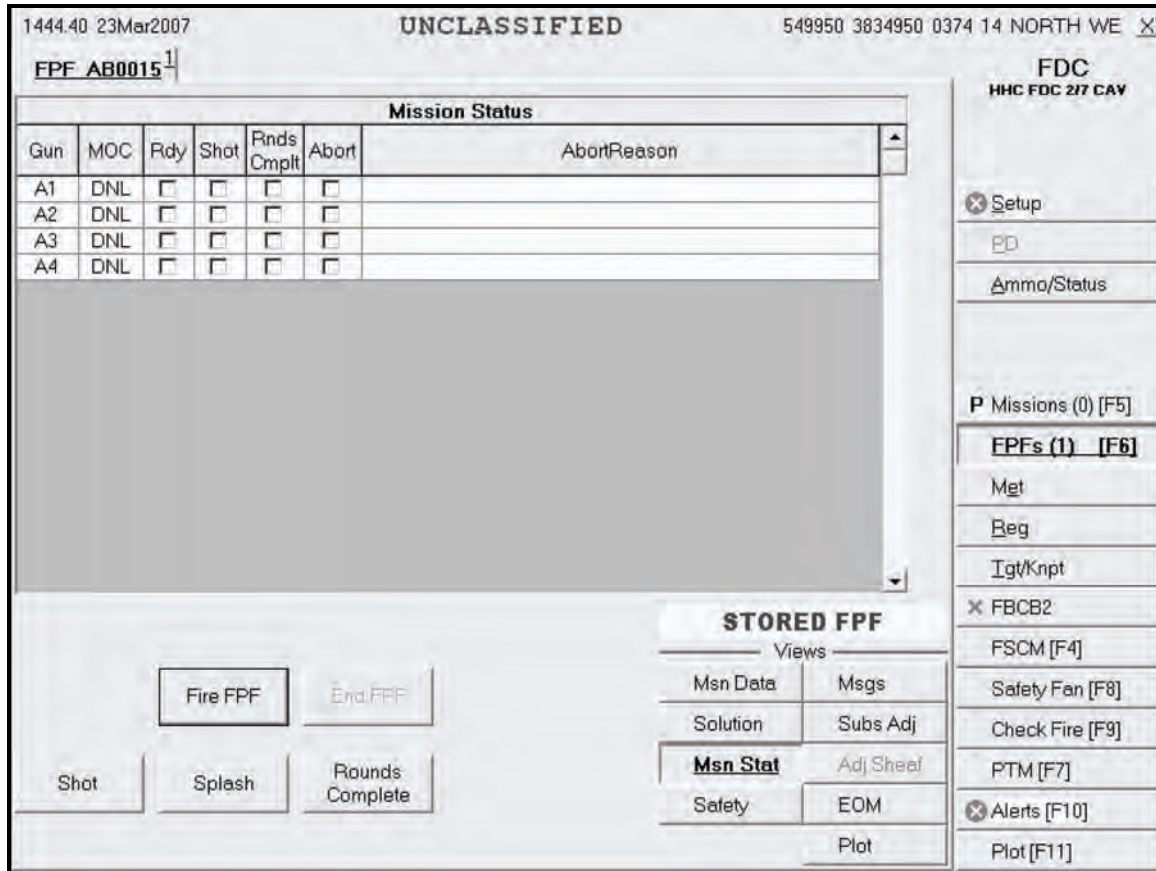 1444.40 23Mar2007 UNCLASSIFIED 549950 3834950 0374 14 NORTH WE X
FPF AB0015 1
FDC
HHC FDC 2/7 CAV
Mission Status
Gun MOC Rdy Shot Rnds Cmplt Abort AbortReason
A1 DNL
A2 DNL
A3 DNL
A4 DNL
Setup
PD
Ammo/Status
P Missions (0) [F5]
FPFs (1) [F6]
Met
Reg
Tgt/Knpt
FBCB2
FSCM [F4]
Safety Fan [F8]
Check Fire [F9]
PTM [F7]
Alerts [F10]
Plot [F11]
STORED FPF
Views
Msn Data Msgs
Solution Subs Adj
Msn Stat Adj Sheaf
Safety EOM
Plot
Fire FPF End FPF
Shot Splash Rounds Complete